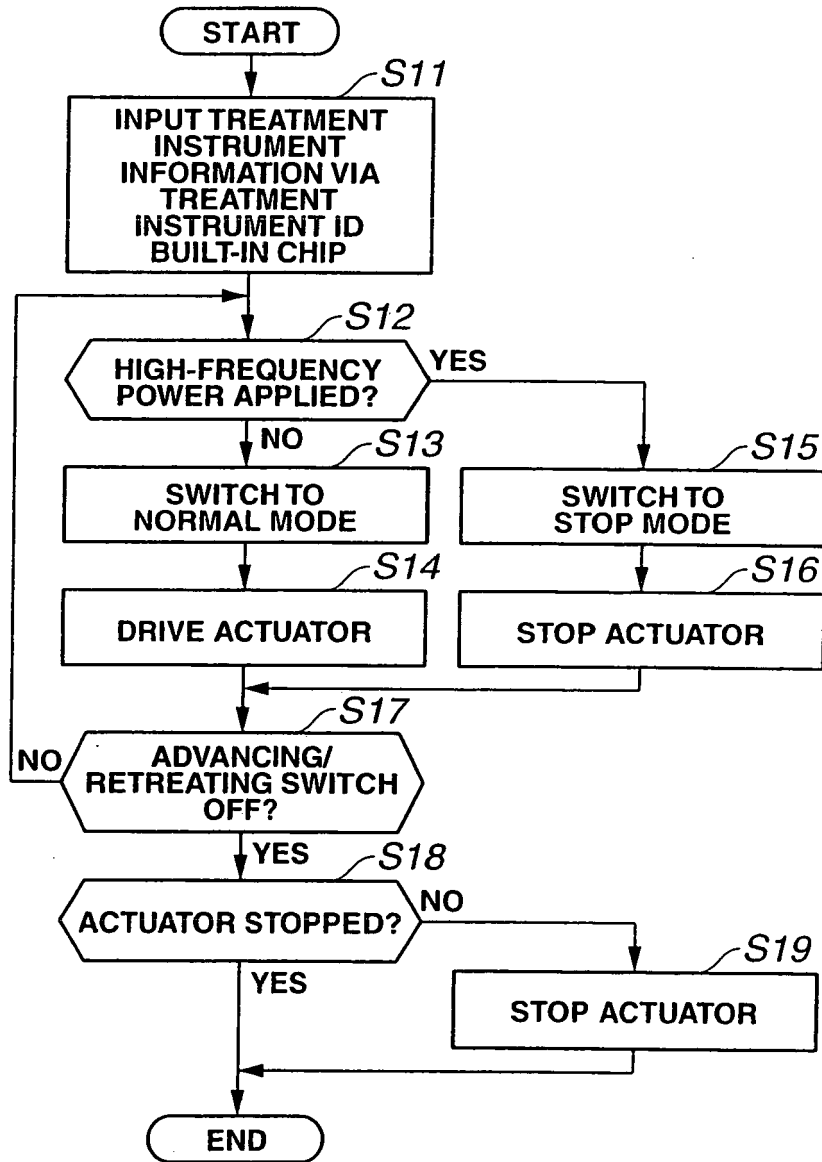 START
S11
INPUT TREATMENT
INSTRUMENT
INFORMATION VIA
TREATMENT
INSTRUMENT ID
BUILT-IN CHIP
S12
HIGH-FREQUENCY
POWER APPLIED?
YES
NO
S13
SWITCH TO
NORMAL MODE
S15
SWITCH TO
STOP MODE
S14
DRIVE ACTUATOR
S16
STOP ACTUATOR
S17
NO
ADVANCING/
RETREATING SWITCH
OFF?
YES
S18
ACTUATOR STOPPED?
NO
YES
S19
STOP ACTUATOR
END